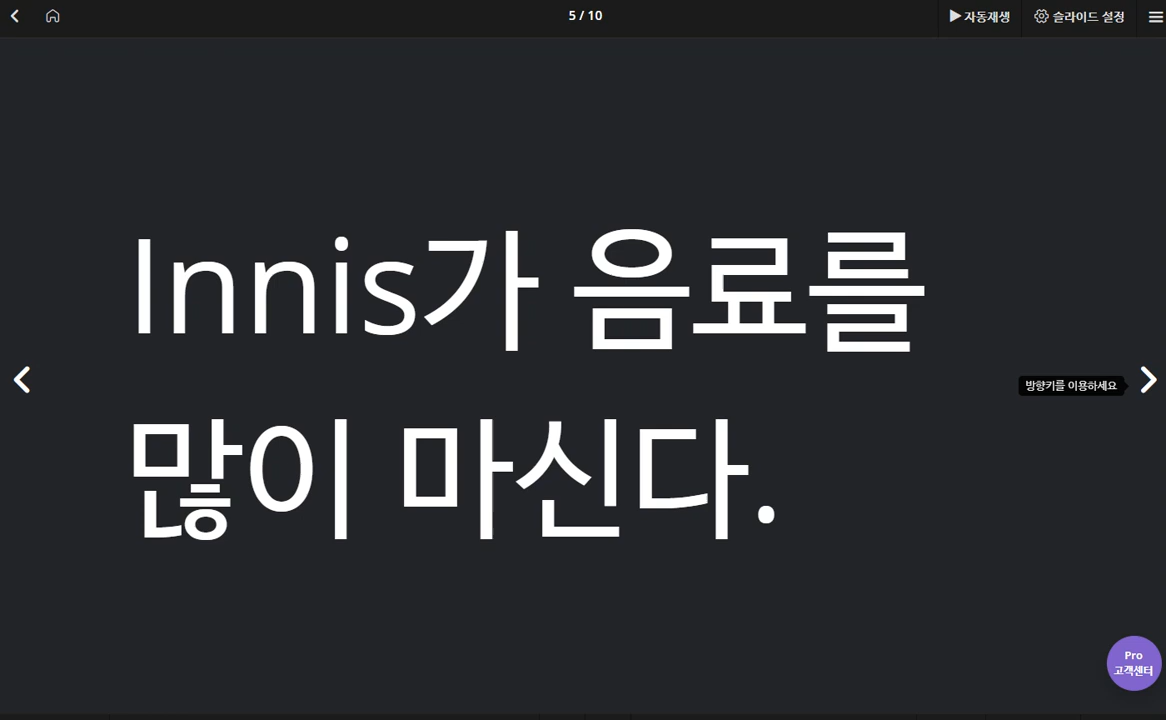 5 / 10
자동재생
슬라이드 설정
Innis가 음료를
많이 마신다.
방향키를 이용하세요
Pro
고객센터